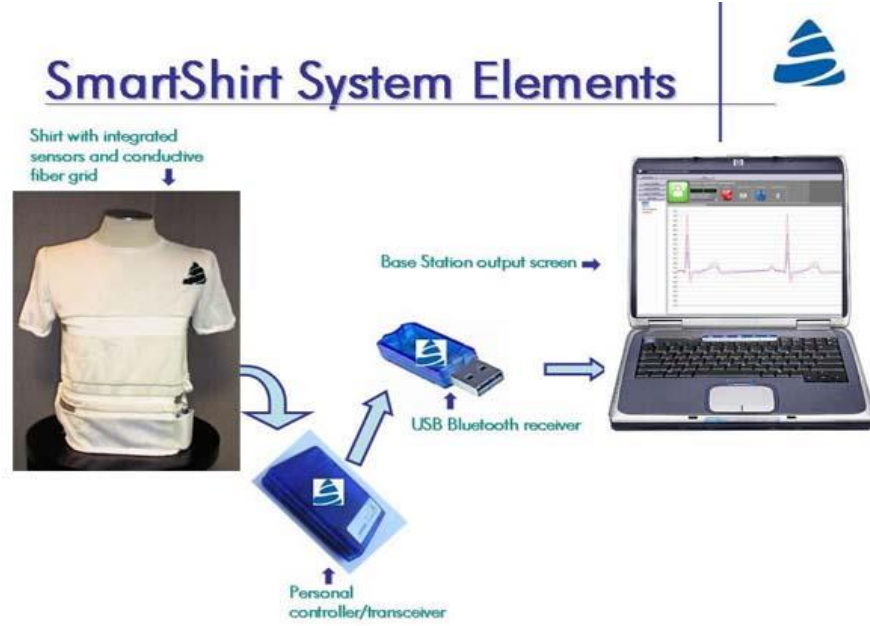 SmartShirt System Elements
Shirt with integrated
sensors and conductive
fiber grid
Base Station output screen
USB Bluetooth receiver
Personal
controller/transceiver
hp